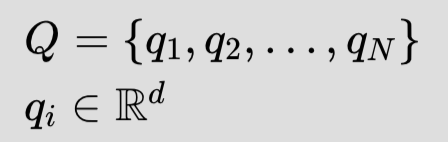 Q = {q₁, q₂, . . . , q_N}
qᵢ ∈ ℝᵈ